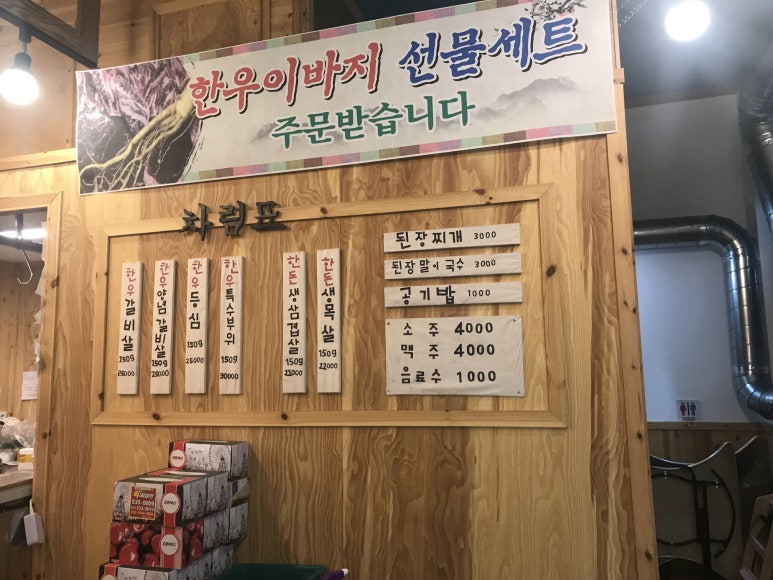 한우이바지 선물세트
주문받습니다
차림표
한우갈비살 150g 25000
한우양념갈비살 150g 25000
한우등심 150g 25000
한우특수부위 150g 30000
한돈생삼겹살 150g
한돈생목살 150g
된장찌개 3000
된장말이국수 3000
공기밥 1000
소주 4000
맥주 4000
음료수 1000
TOILET
535-0009